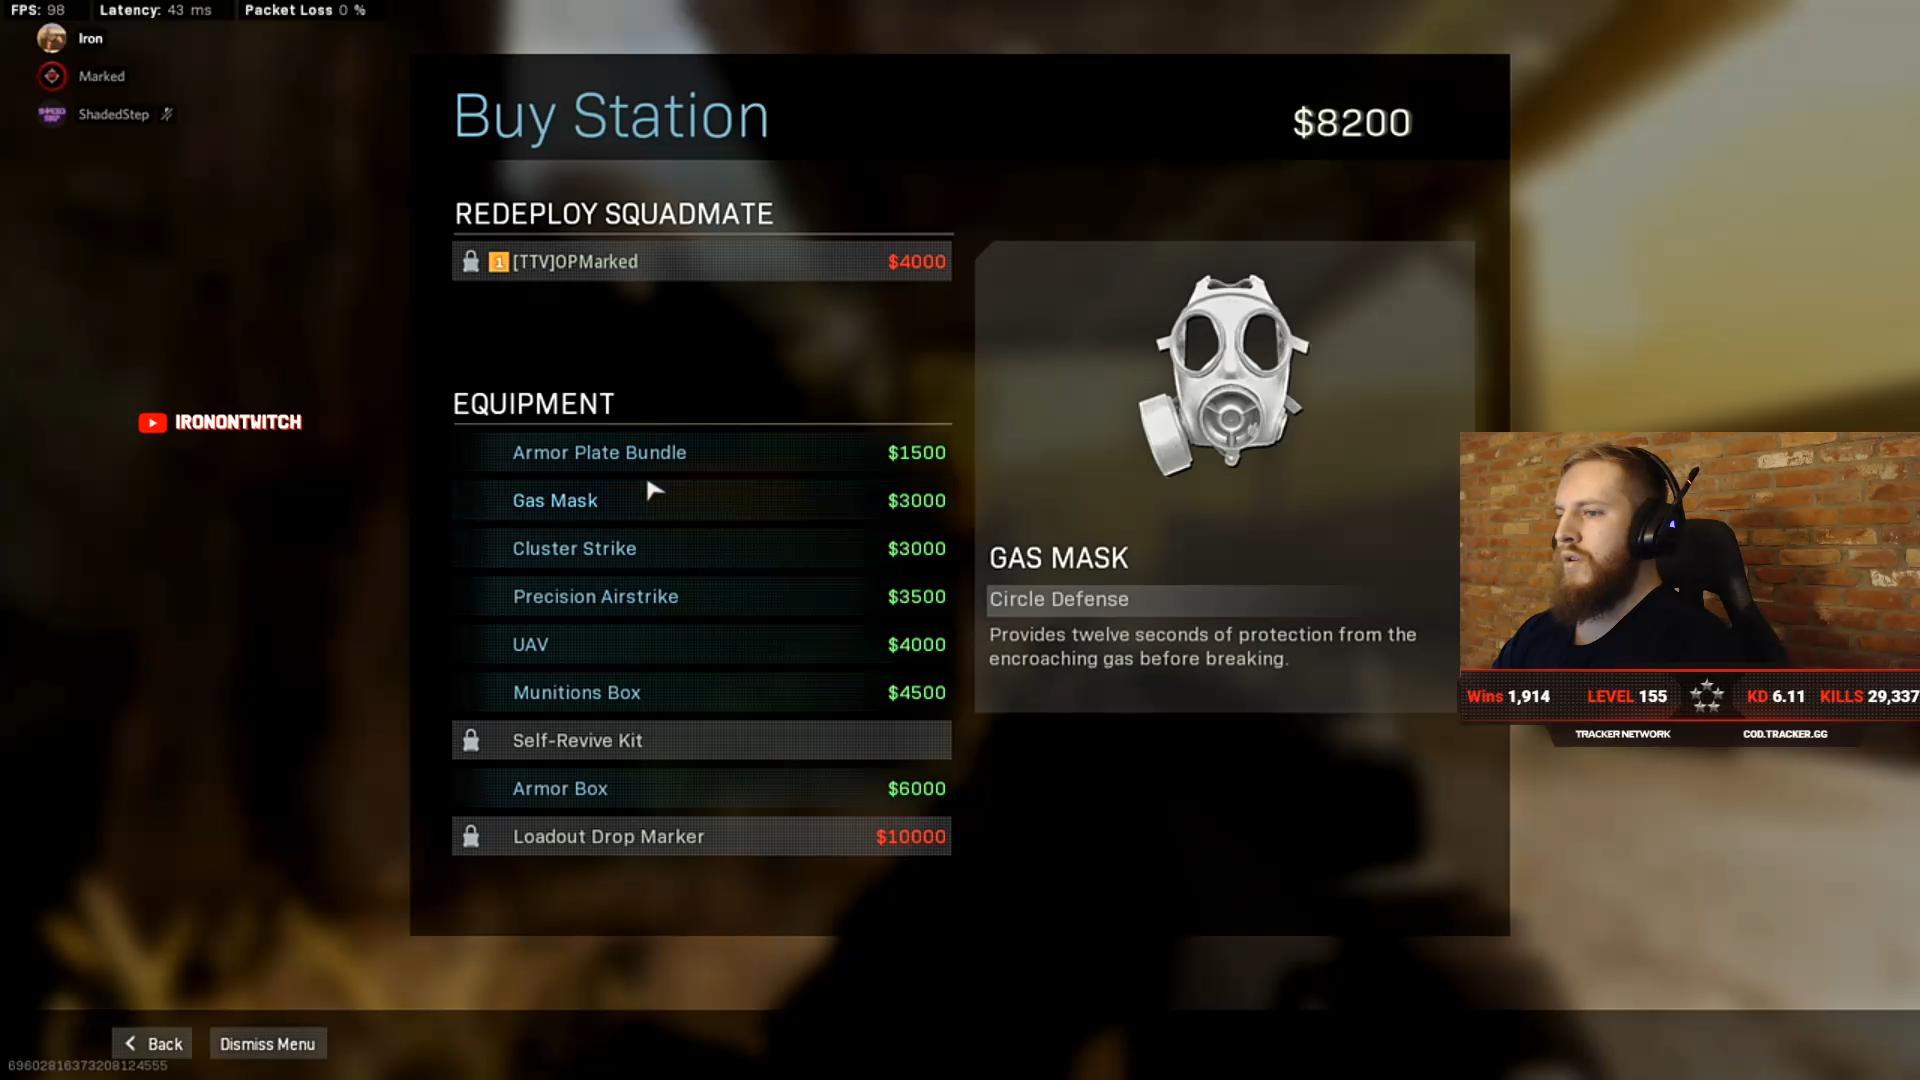 FPS: 98 Latency: 43 ms Packet Loss 0 %
Iron
Marked
ShadedStep
Buy Station
$8200
REDEPLOY SQUADMATE
1 [TTV]OPMarked $4000
EQUIPMENT
Armor Plate Bundle $1500
Gas Mask $3000
Cluster Strike $3000
Precision Airstrike $3500
UAV $4000
Munitions Box $4500
Self-Revive Kit
Armor Box $6000
Loadout Drop Marker $10000
GAS MASK
Circle Defense
Provides twelve seconds of protection from the
encroaching gas before breaking.
IRONONTWITCH
Wins 1,914 LEVEL 155 KD 6.11 KILLS 29,337
TRACKER NETWORK COD.TRACKER.GG
Back Dismiss Menu
69602816373208124555